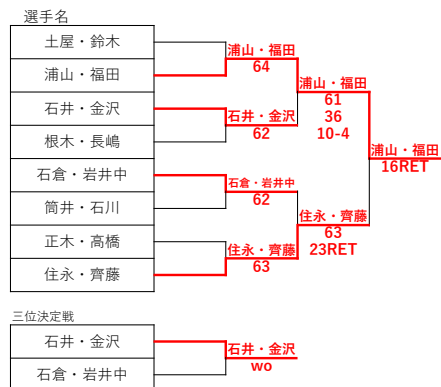 選手名
土屋・鈴木
浦山・福田
石井・金沢
根木・長嶋
石倉・岩井中
筒井・石川
正木・高橋
住永・齊藤
浦山・福田
64
石井・金沢
62
石倉・岩井中
62
住永・齊藤
63
浦山・福田
61
36
10-4
住永・齊藤
63
23RET
浦山・福田
16RET
三位決定戦
石井・金沢
石倉・岩井中
石井・金沢
wo